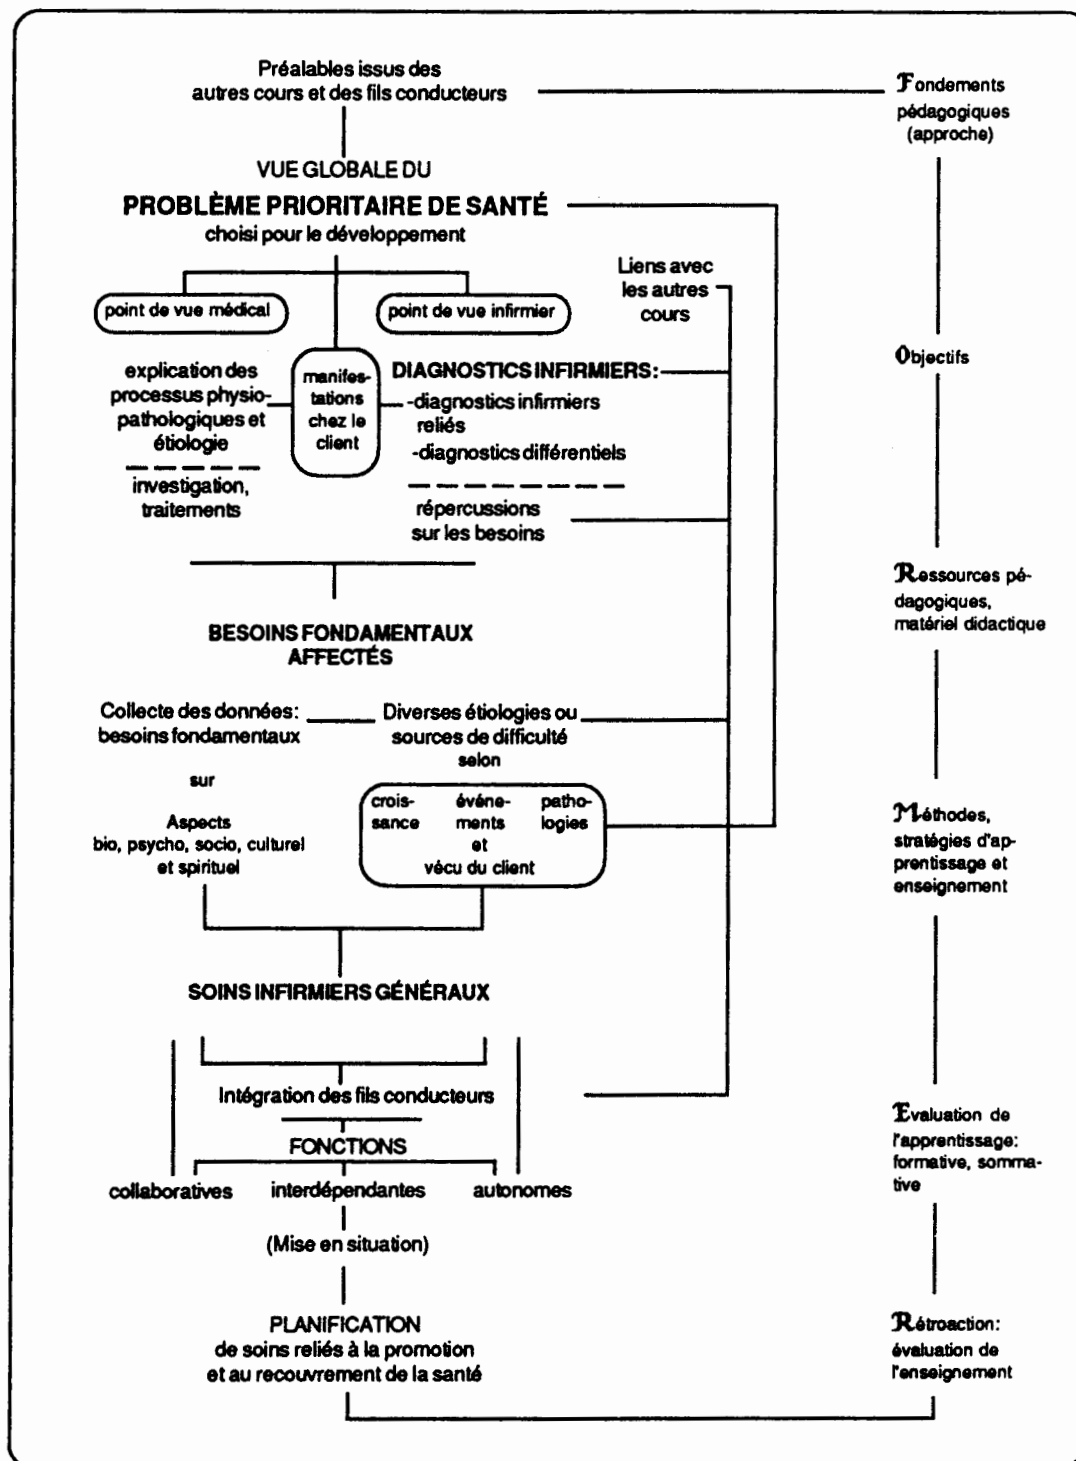 Préalables issus des
autres cours et des fils conducteurs
VUE GLOBALE DU
PROBLÈME PRIORITAIRE DE SANTÉ
choisi pour le développement
point de vue médical
point de vue infirmier
Liens avec
les autres
cours
explication des
processus physio-
pathologiques et
étiologie
investigation,
traitements
manifes-
tations
chez le
client
DIAGNOSTICS INFIRMIERS:
-diagnostics infirmiers
reliés
-diagnostics différentiels
répercussions
sur les besoins
BESOINS FONDAMENTAUX
AFFECTÉS
Collecte des données:
besoins fondamentaux
sur
Aspects
bio, psycho, socio, culturel
et spirituel
Diverses étiologies ou
sources de difficulté
selon
crois- événe- patho-
sance ments logies
et
vécu du client
SOINS INFIRMIERS GÉNÉRAUX
Intégration des fils conducteurs
FONCTIONS
collaboratives interdépendantes autonomes
(Mise en situation)
PLANIFICATION
de soins reliés à la promotion
et au recouvrement de la santé
Fondements
pédagogiques
(approche)
Objectifs
Ressources pé-
dagogiques,
matériel didactique
Méthodes,
stratégies d'ap-
prentissage et
enseignement
Evaluation de
l'apprentissage:
formative, somma-
tive
Rétroaction:
évaluation de
l'enseignement